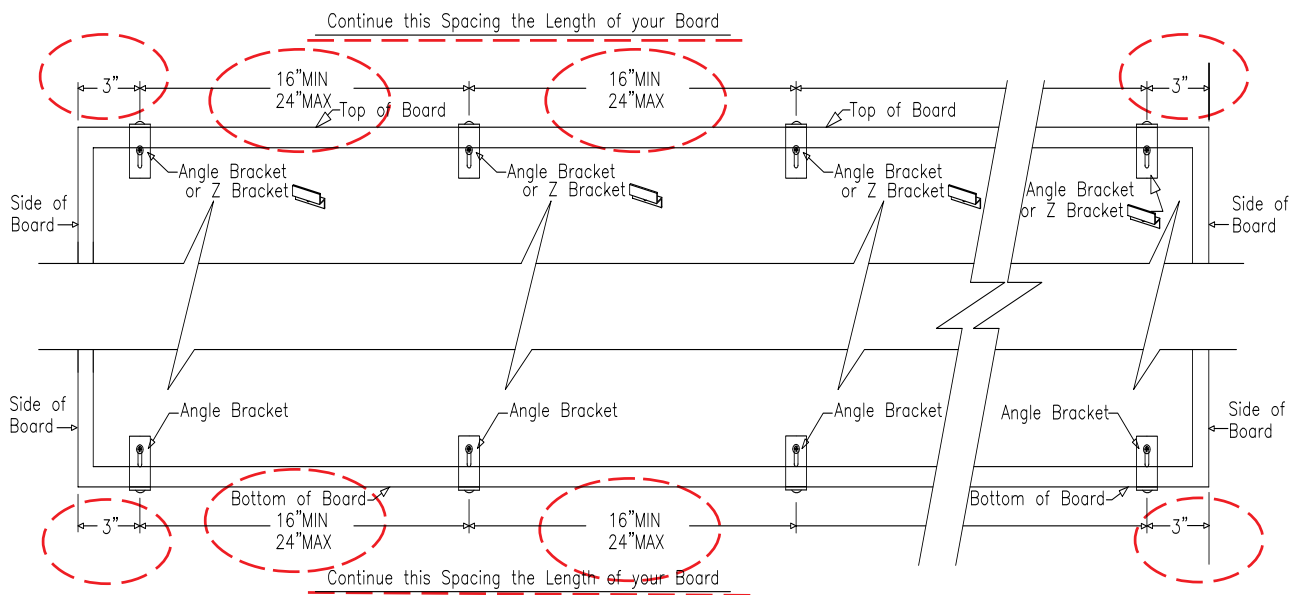 Continue this Spacing the Length of your Board
3"
16"MIN
24"MAX
16"MIN
24"MAX
3"
Top of Board
Top of Board
Angle Bracket
or Z Bracket
Angle Bracket
or Z Bracket
Angle Bracket
or Z Bracket
Angle Bracket
or Z Bracket
Side of
Board
Side of
Board
Side of
Board
Angle Bracket
Angle Bracket
Angle Bracket
Angle Bracket
Side of
Board
Bottom of Board
Bottom of Board
3"
16"MIN
24"MAX
16"MIN
24"MAX
3"
Continue this Spacing the Length of your Board